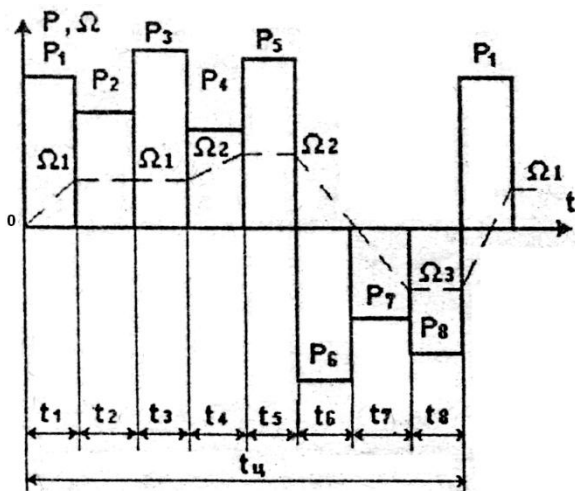 P, Ω
P₁ P₂ P₃ P₄ P₅ P₁
Ω1 Ω1 Ω2 Ω2 Ω1
t
0
Ω3
P₇
P₆ P₈
t₁ t₂ t₃ t₄ t₅ t₆ t₇ t₈
tц